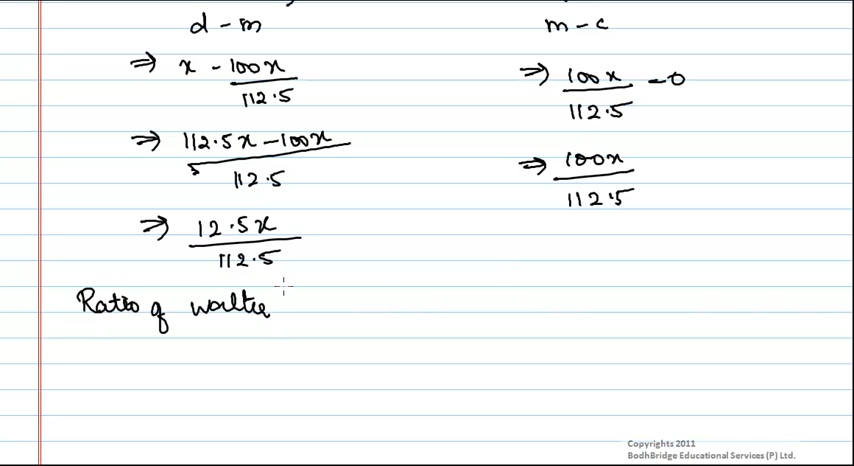 d - m
m - c
⇒ x - 100x/112.5
⇒ 100x/112.5 - 0
⇒ 112.5x - 100x/112.5
⇒ 100x/112.5
⇒ 12.5x/112.5
Ratio of
Copyrights 2011
BodhBridge Educational Services (P) Ltd.